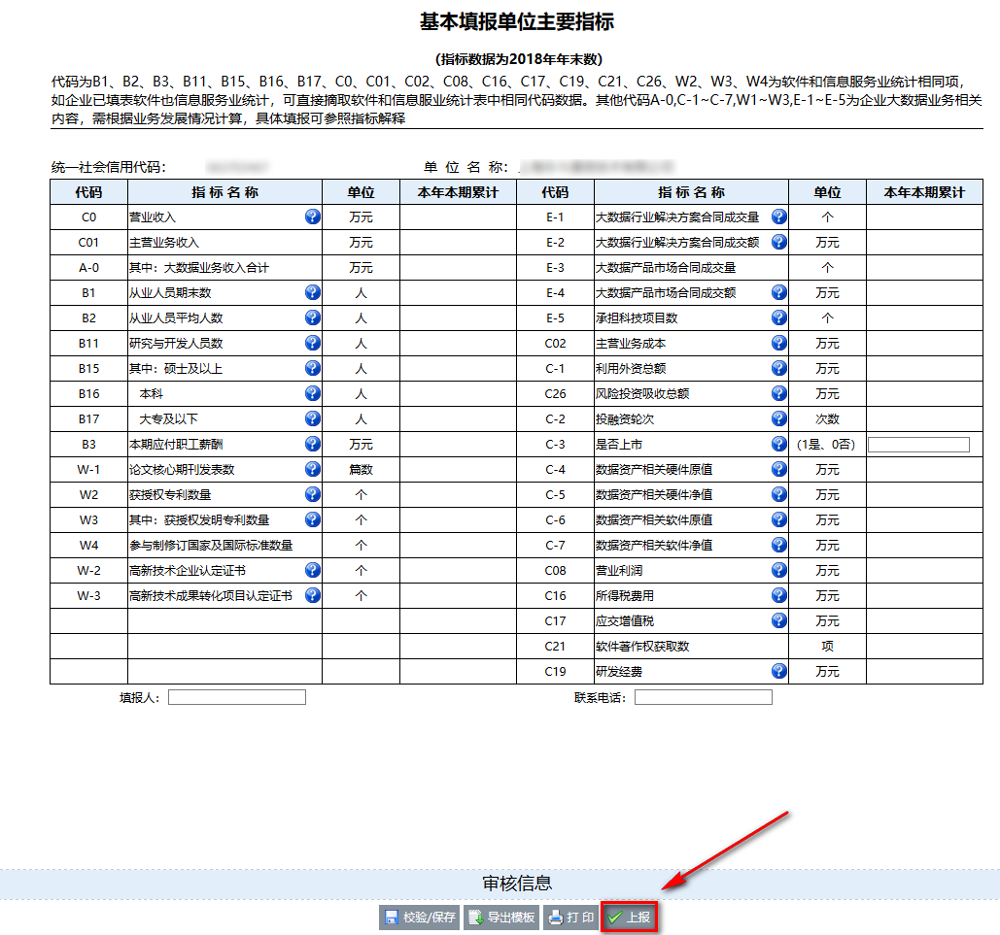 基本填报单位主要指标
(指标数据为2018年年末数)
代码为B1、B2、B3、B11、B15、B16、B17、C0、C01、C02、C08、C16、C17、C19、C21、C26、W2、W3、W4为软件和信息服务业统计相同项，
如企业已填表软件也信息服务业统计，可直接摘取软件和信息服业统计表中相同代码数据。其他代码A-0,C-1~C-7,W1~W3,E-1~E-5为企业大数据业务相关
内容，需根据业务发展情况计算，具体填报可参照指标解释
统一社会信用代码： 单 位 名 称：
代码 指 标 名 称 单位 本年本期累计 代码 指 标 名 称 单位 本年本期累计
C0 营业收入 万元 E-1 大数据行业解决方案合同成交量 个
C01 主营业务收入 万元 E-2 大数据行业解决方案合同成交额 万元
A-0 其中：大数据业务收入合计 万元 E-3 大数据产品市场合同成交量 个
B1 从业人员期末数 人 E-4 大数据产品市场合同成交额 万元
B2 从业人员平均人数 人 E-5 承担科技项目数 个
B11 研究与开发人员数 人 C02 主营业务成本 万元
B15 其中：硕士及以上 人 C-1 利用外资总额 万元
B16 本科 人 C26 风险投资吸收总额 万元
B17 大专及以下 人 C-2 投融资轮次 次数
B3 本期应付职工薪酬 万元 C-3 是否上市 (1是、0否)
W-1 论文核心期刊发表数 篇数 C-4 数据资产相关硬件原值 万元
W2 获授权专利数量 个 C-5 数据资产相关硬件净值 万元
W3 其中：获授权发明专利数量 个 C-6 数据资产相关软件原值 万元
W4 参与制修订国家及国际标准数量 个 C-7 数据资产相关软件净值 万元
W-2 高新技术企业认定证书 个 C08 营业利润 万元
W-3 高新技术成果转化项目认定证书 个 C16 所得税费用 万元
C17 应交增值税 万元
C21 软件著作权获取数 项
C19 研发经费 万元
填报人： 联系电话：
审核信息
校验/保存 导出模板 打 印 上报